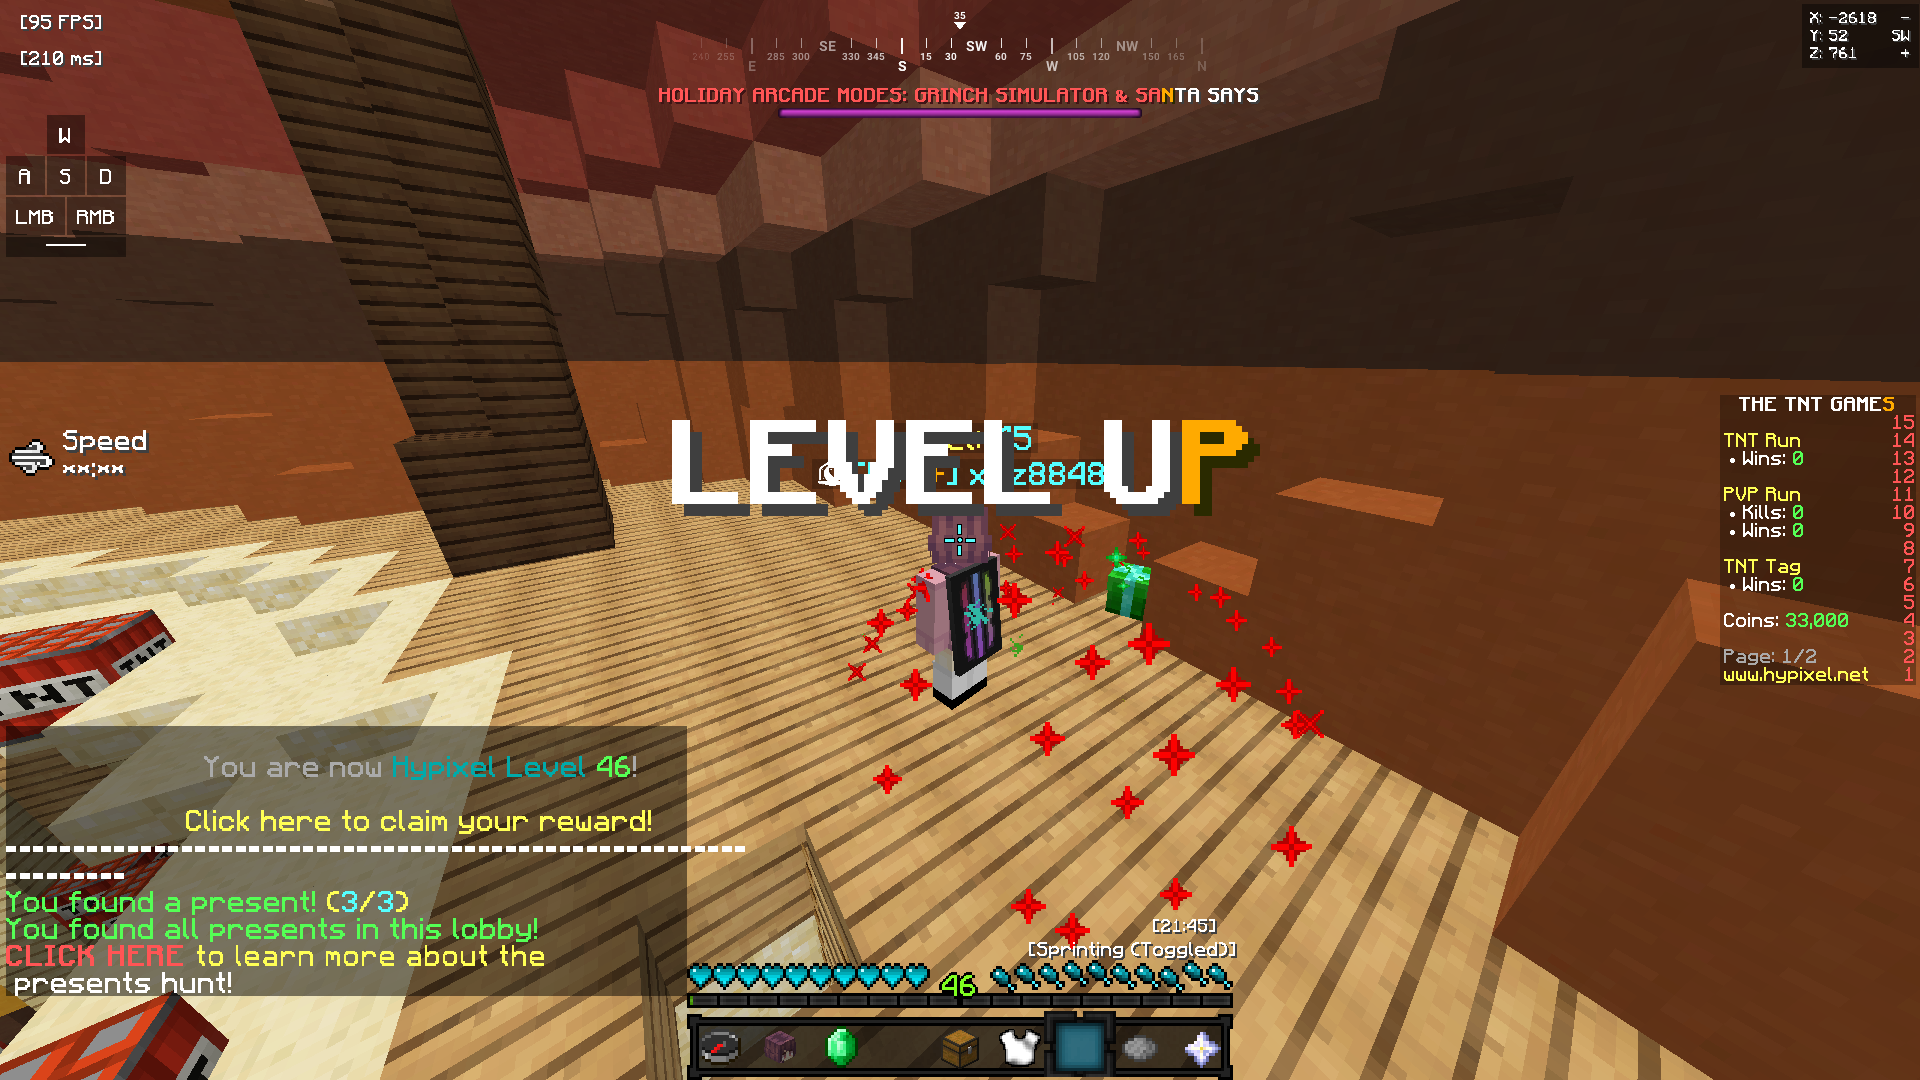 [95 FPS]
[210 ms]
35
240 255 E 285 300 SE 330 345 S 15 30 SW 60 75 W 105 120 NW 150 165 N
X: -2618 -
Y: 52 SW
Z: 761 +
HOLIDAY ARCADE MODES: GRINCH SIMULATOR & SANTA SAYS
W
A S D
LMB RMB
Speed
**:**
LEVEL UP
z8848
THE TNT GAMES
15
TNT Run 14
• Wins: 0 13
12
PVP Run 11
• Kills: 0 10
• Wins: 0 9
8
TNT Tag 7
• Wins: 0 6
5
Coins: 33,000 4
3
Page: 1/2 2
www.hypixel.net 1
TNT
TNT
You are now Hypixel Level 46!
Click here to claim your reward!
You found a present! (3/3)
You found all presents in this lobby!
CLICK HERE to learn more about the
presents hunt!
[21:45]
[Sprinting (Toggled)]
46